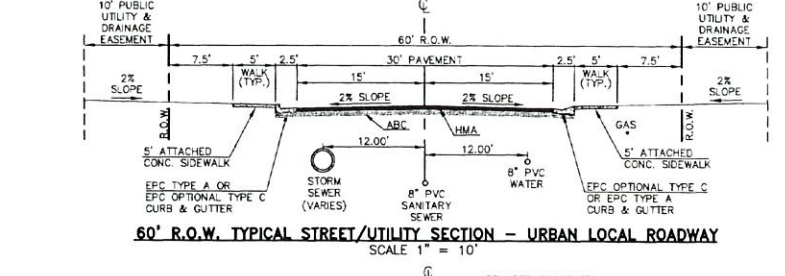 10' PUBLIC
UTILITY &
DRAINAGE
EASEMENT
℄
10' PUBLIC
UTILITY &
DRAINAGE
EASEMENT
60' R.O.W.
7.5'
5'
2.5'
30' PAVEMENT
2.5'
5'
7.5'
WALK
(TYP.)
15'
15'
WALK
(TYP.)
2%
SLOPE
2% SLOPE
2% SLOPE
2%
SLOPE
R.O.W.
ABC
HMA
GAS
R.O.W.
5' ATTACHED
CONC. SIDEWALK
12.00'
12.00'
5' ATTACHED
CONC. SIDEWALK
EPC TYPE A OR
EPC OPTIONAL TYPE C
CURB & GUTTER
STORM
SEWER
(VARIES)
8" PVC
SANITARY
SEWER
8" PVC
WATER
EPC OPTIONAL TYPE C
OR EPC TYPE A
CURB & GUTTER
60' R.O.W. TYPICAL STREET/UTILITY SECTION - URBAN LOCAL ROADWAY
SCALE 1" = 10'
℄